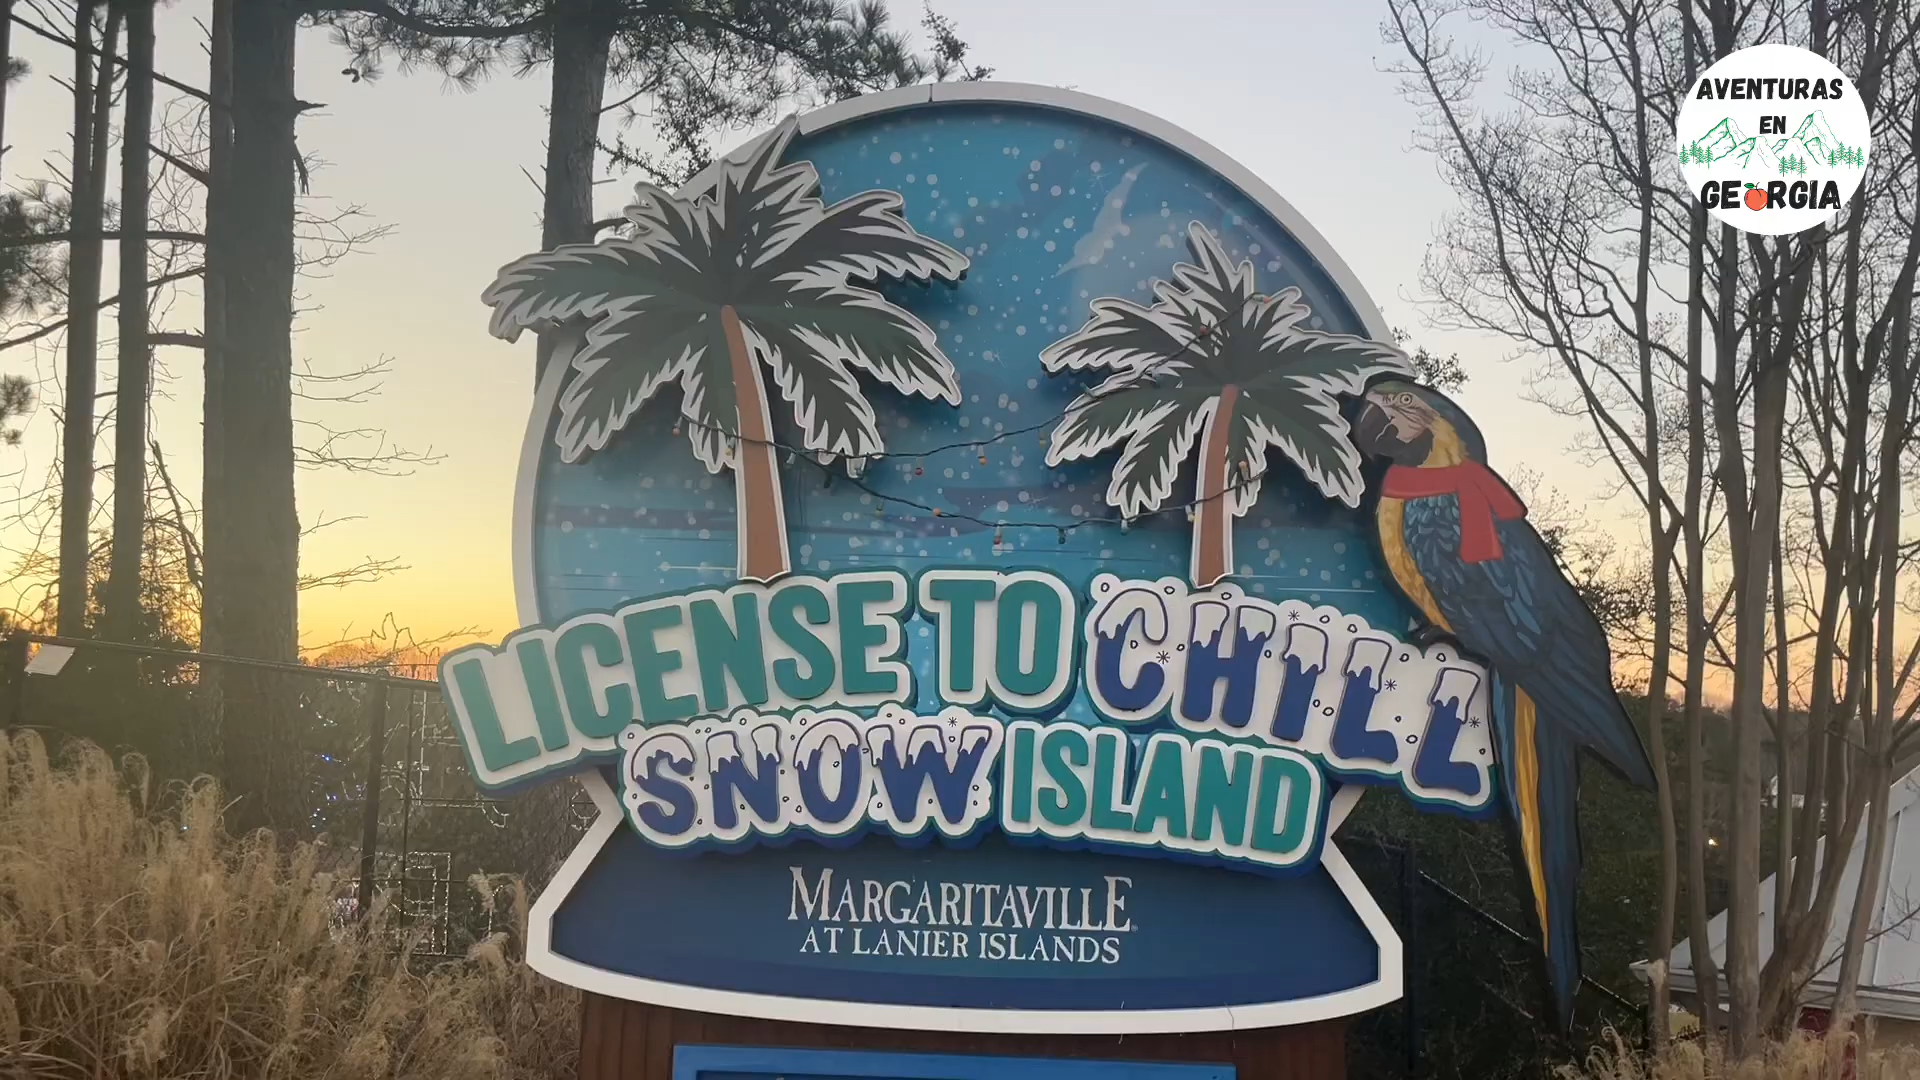 AVENTURAS
EN
GEORGIA
LICENSE TO CHILL
SNOW ISLAND
MARGARITAVILLE
AT LANIER ISLANDS